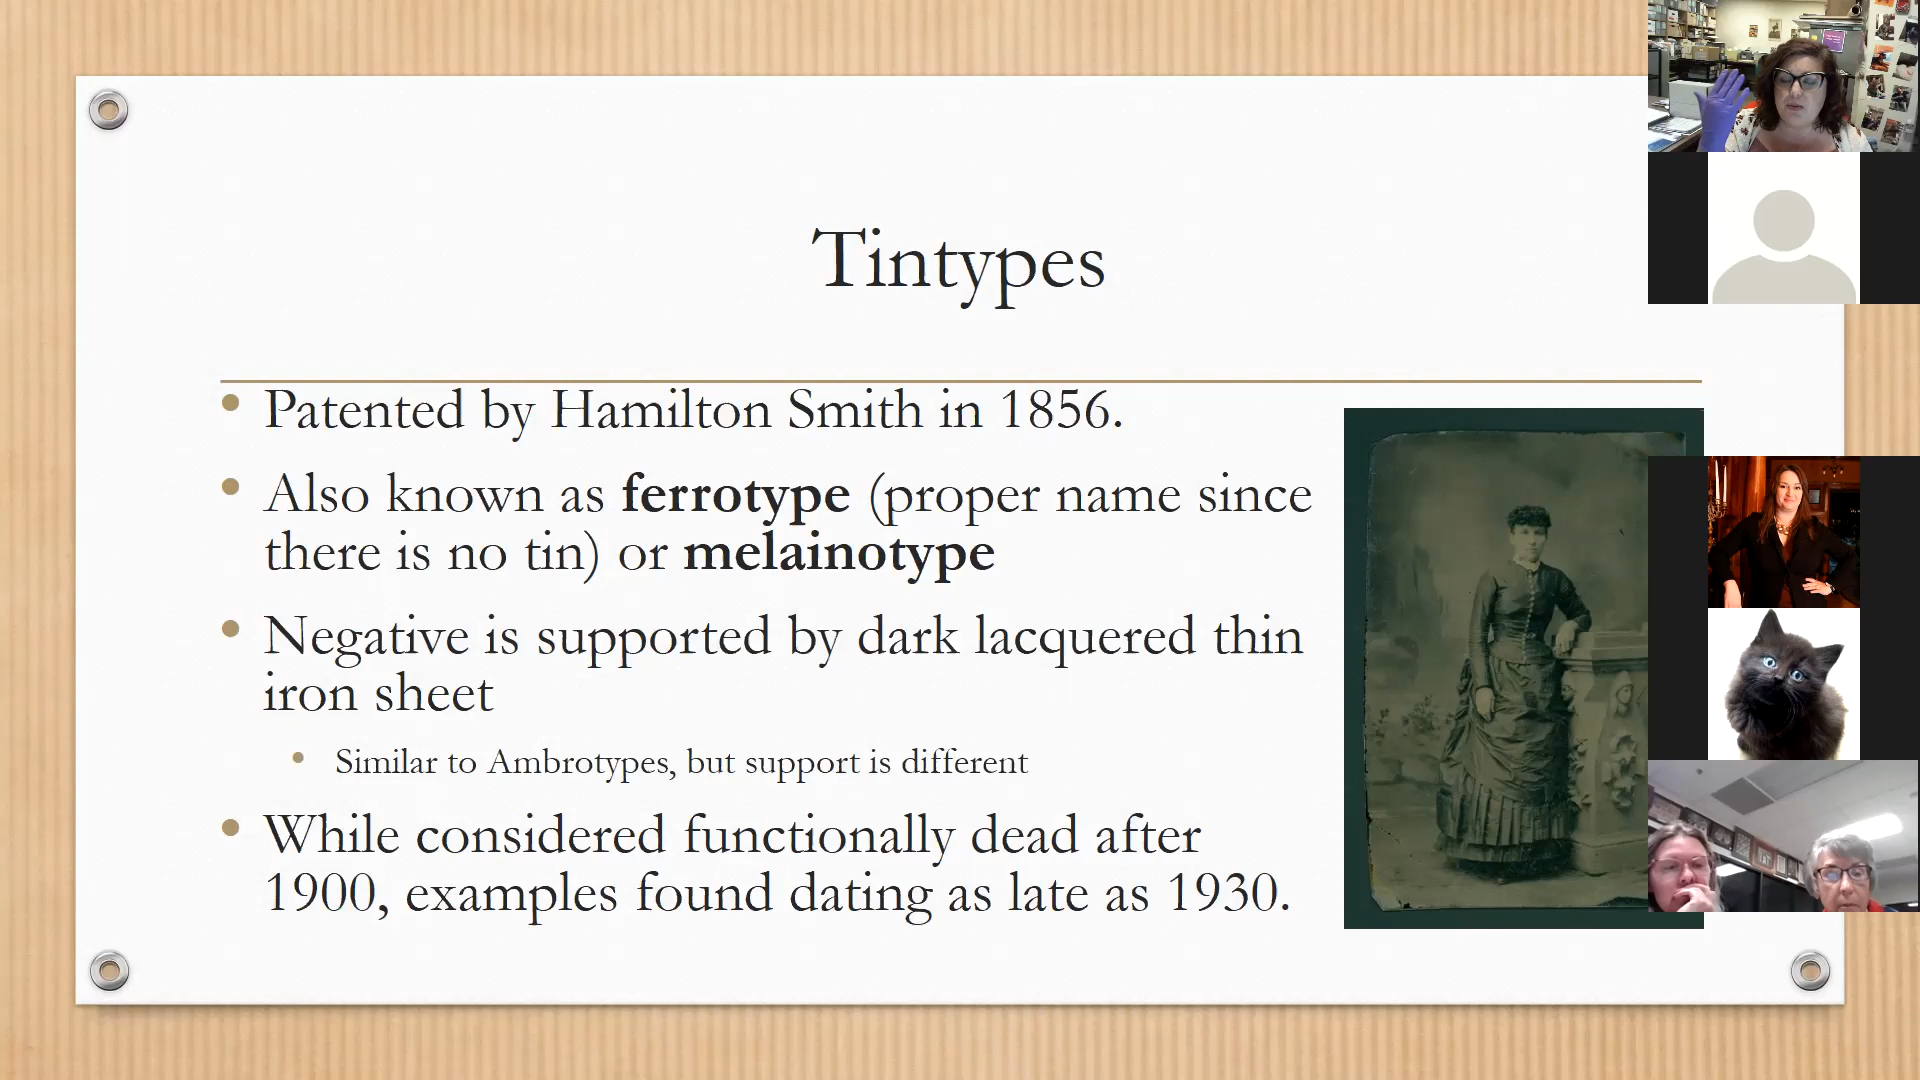 Tintypes
Patented by Hamilton Smith in 1856.
Also known as ferrotype (proper name since
there is no tin) or melainotype
Negative is supported by dark lacquered thin
iron sheet
Similar to Ambrotypes, but support is different
While considered functionally dead after
1900, examples found dating as late as 1930.